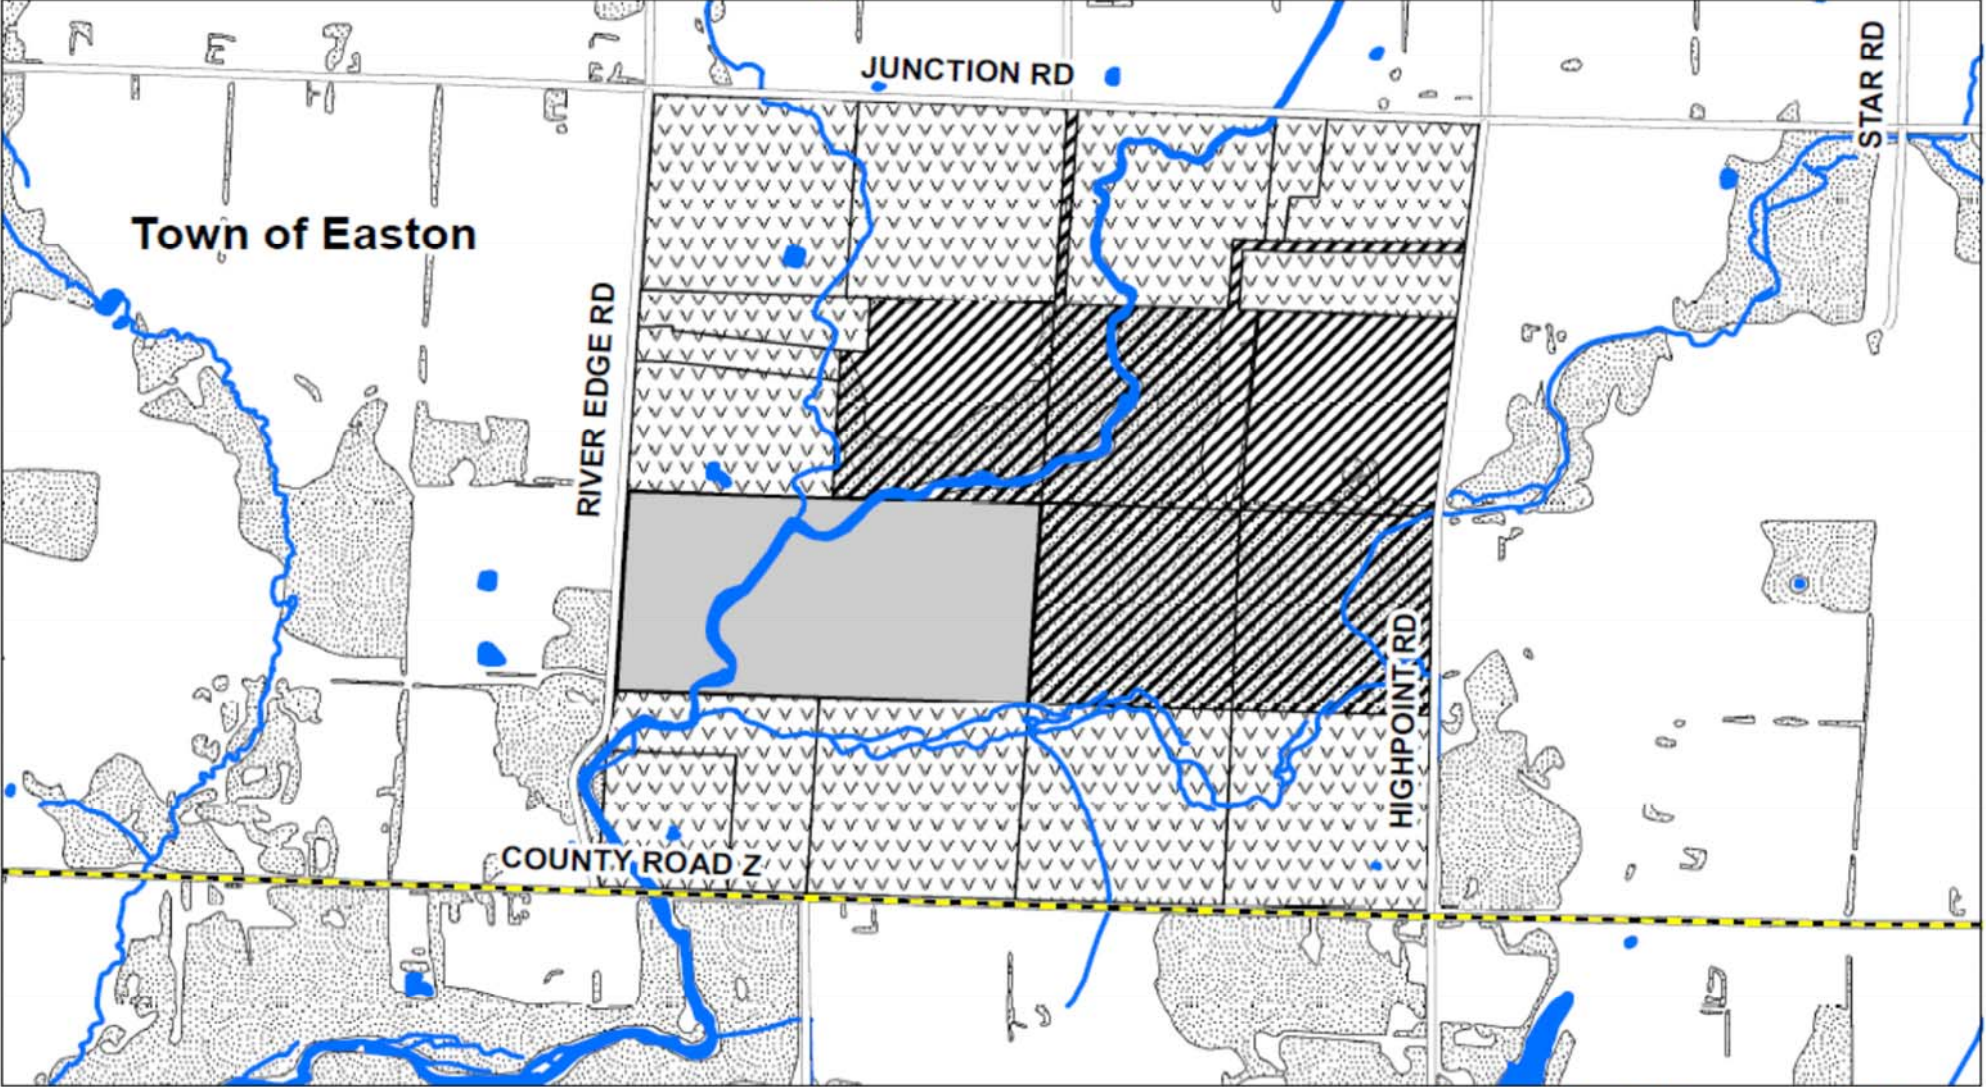 JUNCTION RD
STAR RD
Town of Easton
RIVER EDGE RD
HIGHPOINT RD
COUNTY ROAD Z